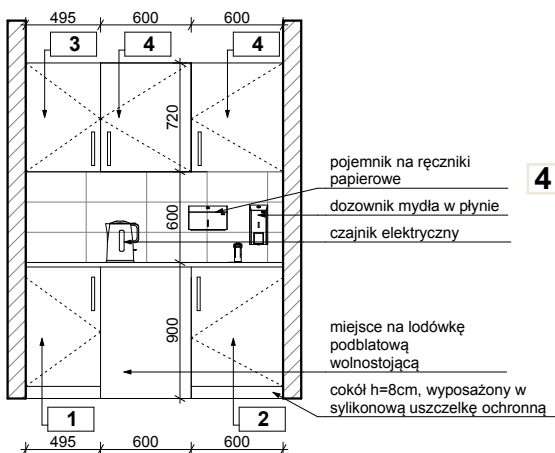 495 600 600
3 4 4
720
pojemnik na ręczniki
papierowe
4
dozownik mydła w płynie
600
czajnik elektryczny
900
miejsce na lodówkę
podblatową
wolnostojącą
cokół h=8cm, wyposażony w
sylikonową uszczelkę ochronną
1 2
495 600 600